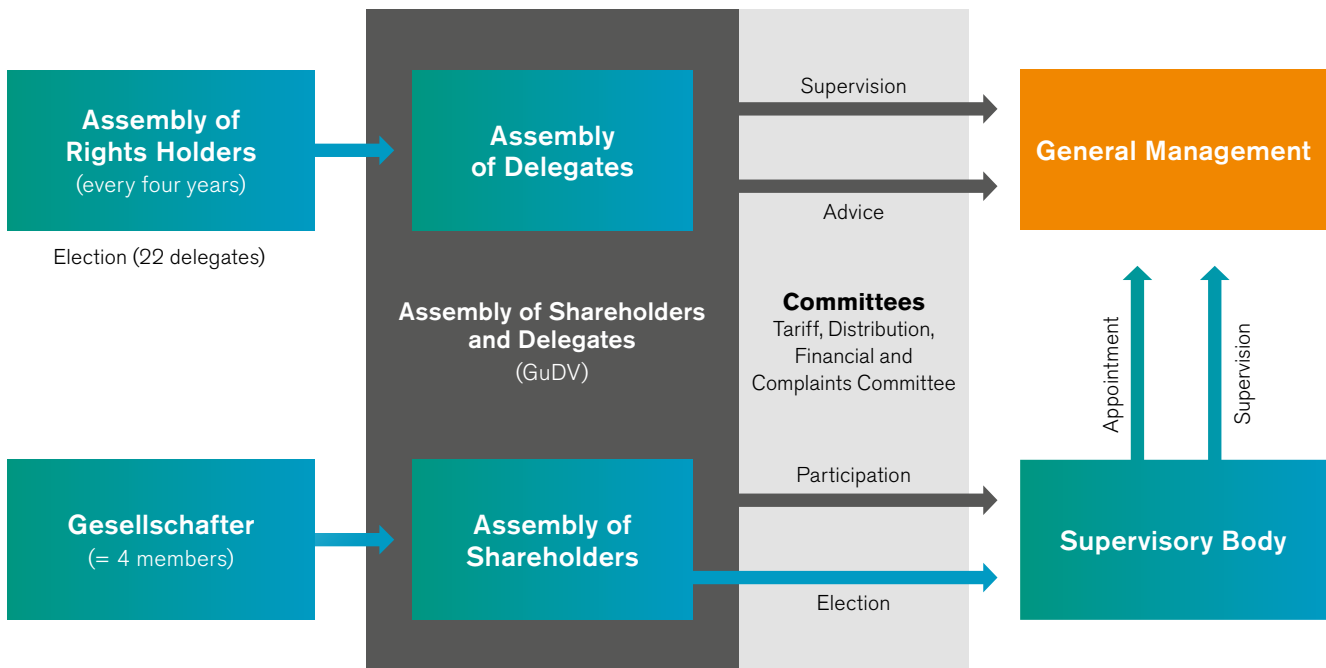 Assembly of
Rights Holders
(every four years)
Election (22 delegates)
Assembly
of Delegates
Supervision
Advice
General Management
Assembly of Shareholders
and Delegates
(GuDV)
Committees
Tariff, Distribution,
Financial and
Complaints Committee
Appointment
Supervision
Gesellschafter
(= 4 members)
Assembly of
Shareholders
Participation
Election
Supervisory Body